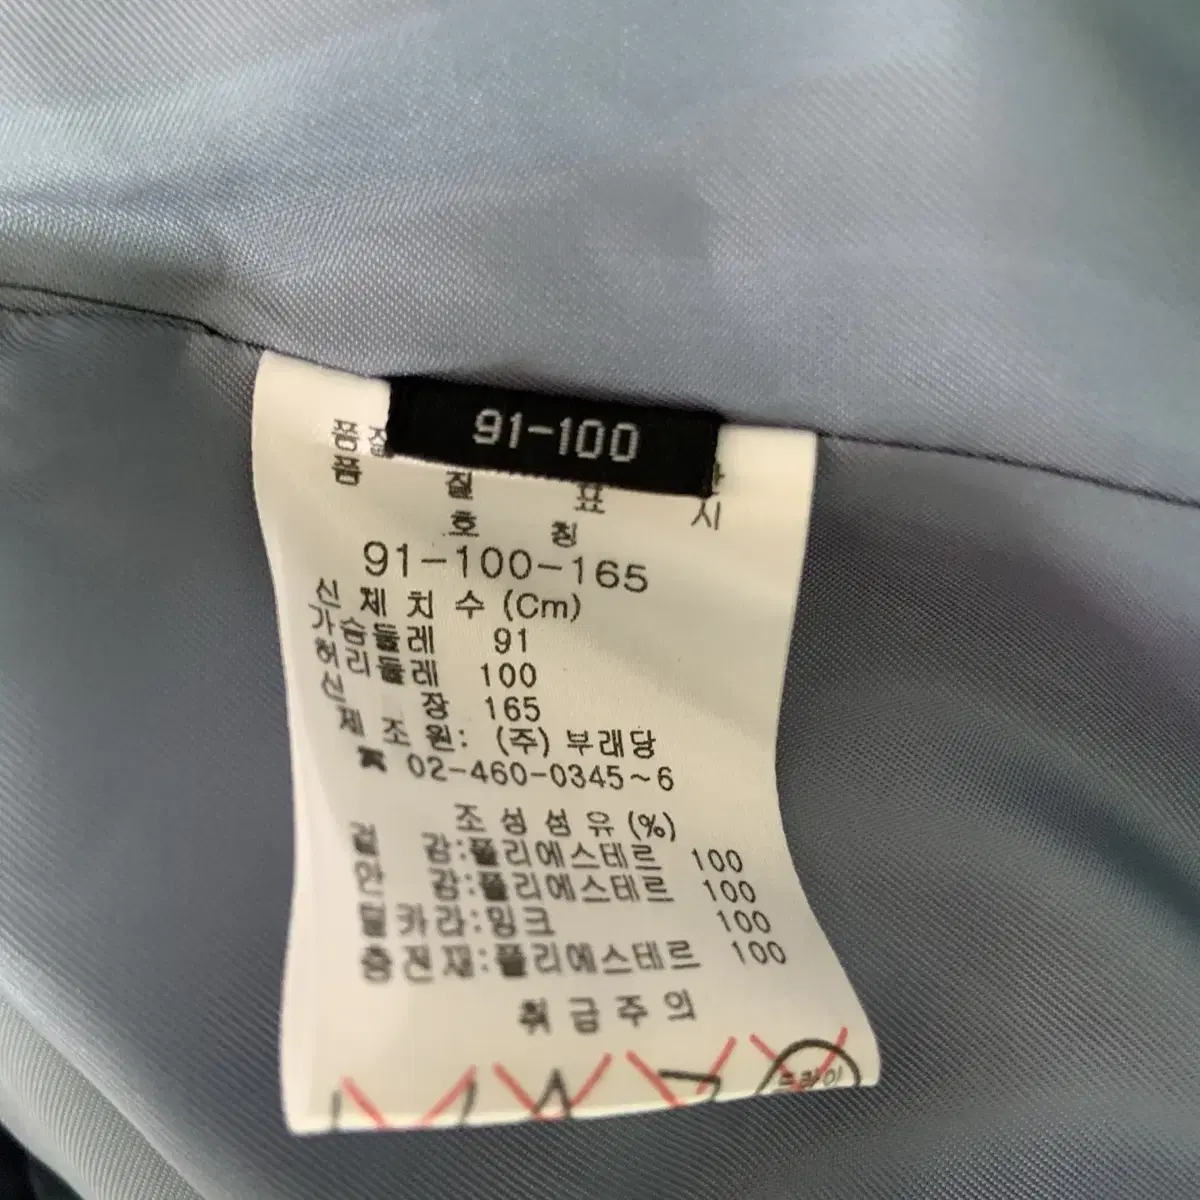 91-100
품질표시
호칭
91-100-165
신체치수 (Cm)
가슴둘레 91
허리둘레 100
신장 165
제조원: (주) 부래당
☎ 02-460-0345~6
조성섬유 (%)
겉감:폴리에스테르 100
안감:폴리에스테르 100
털카라:밍크 100
충전재:폴리에스테르 100
취급주의
드라이